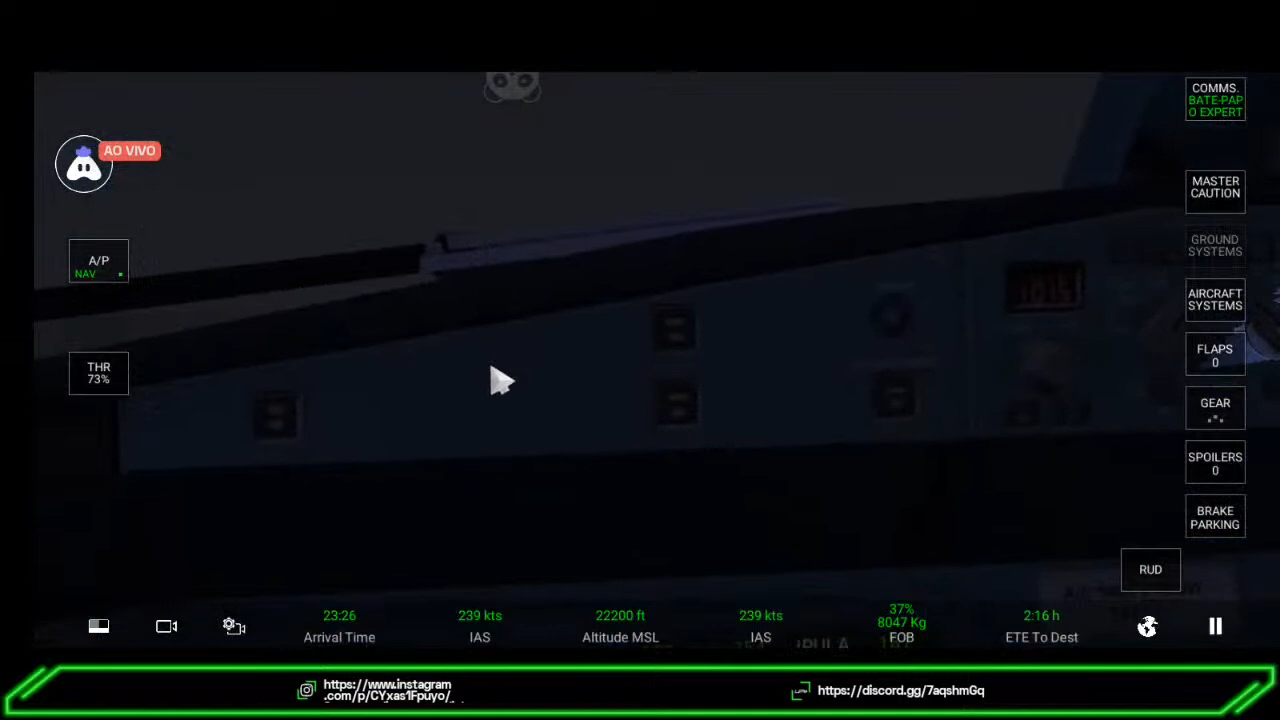 COMMS.
BATE-PAP
O EXPERT
AO VIVO
MASTER
CAUTION
GROUND
SYSTEMS
A/P
NAV
AIRCRAFT
SYSTEMS
FLAPS
0
THR
73%
GEAR
SPOILERS
0
BRAKE
PARKING
RUD
23:26
Arrival Time
239 kts
IAS
22200 ft
Altitude MSL
239 kts
IAS
37%
8047 Kg
FOB
2:16 h
ETE To Dest
https://www.instagram
.com/p/CYxas1Fpuyo/
https://discord.gg/7aqshmGq